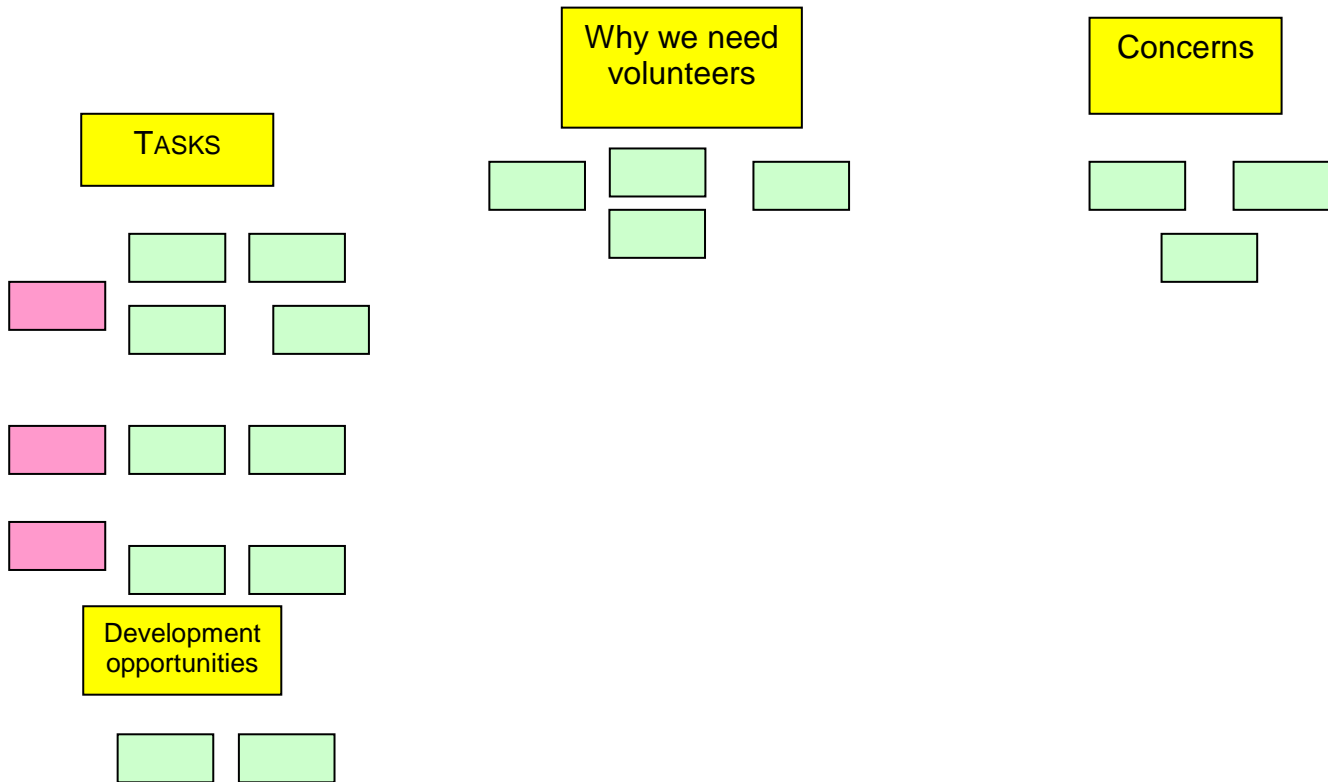 Why we need
volunteers
Concerns
TASKS
Development
opportunities